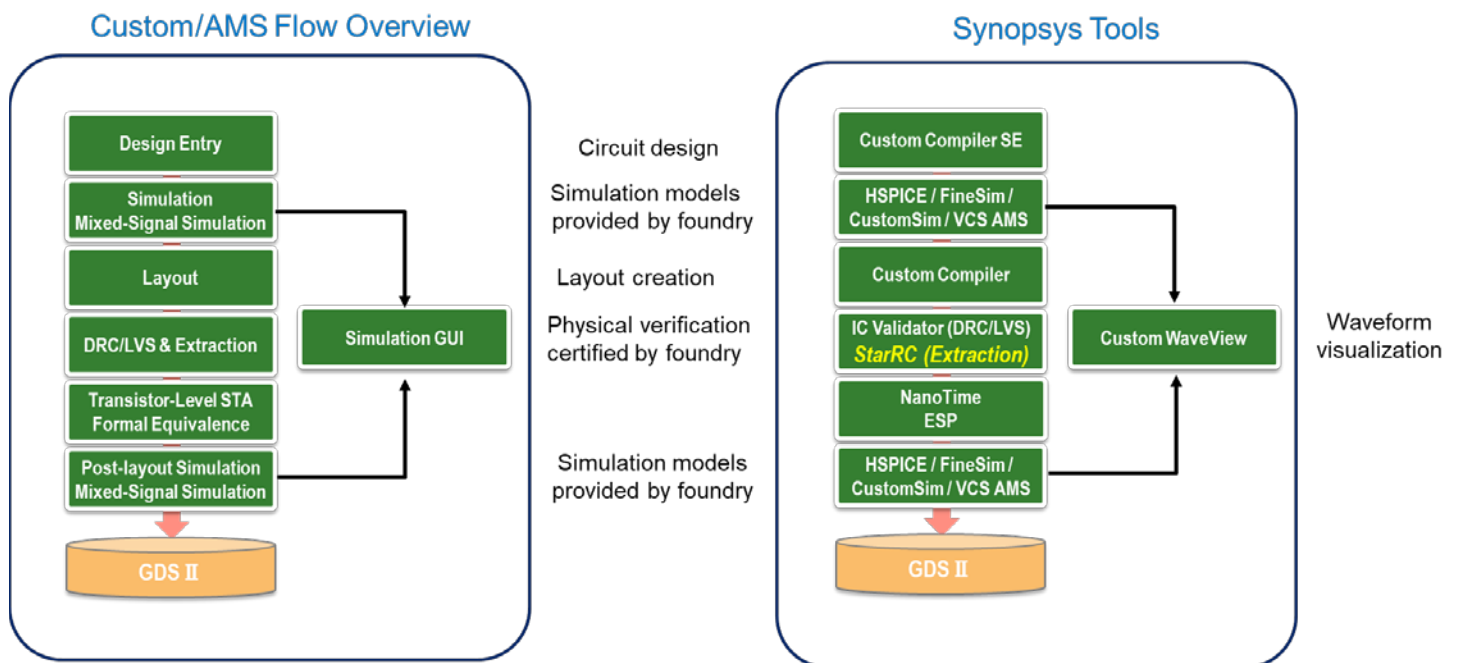 Custom/AMS Flow Overview
Design Entry
Simulation
Mixed-Signal Simulation
Layout
DRC/LVS & Extraction
Transistor-Level STA
Formal Equivalence
Post-layout Simulation
Mixed-Signal Simulation
GDS II
Simulation GUI
Circuit design
Simulation models
provided by foundry
Layout creation
Physical verification
certified by foundry
Simulation models
provided by foundry
Synopsys Tools
Custom Compiler SE
HSPICE / FineSim /
CustomSim / VCS AMS
Custom Compiler
IC Validator (DRC/LVS)
StarRC (Extraction)
NanoTime
ESP
HSPICE / FineSim /
CustomSim / VCS AMS
GDS II
Custom WaveView
Waveform
visualization